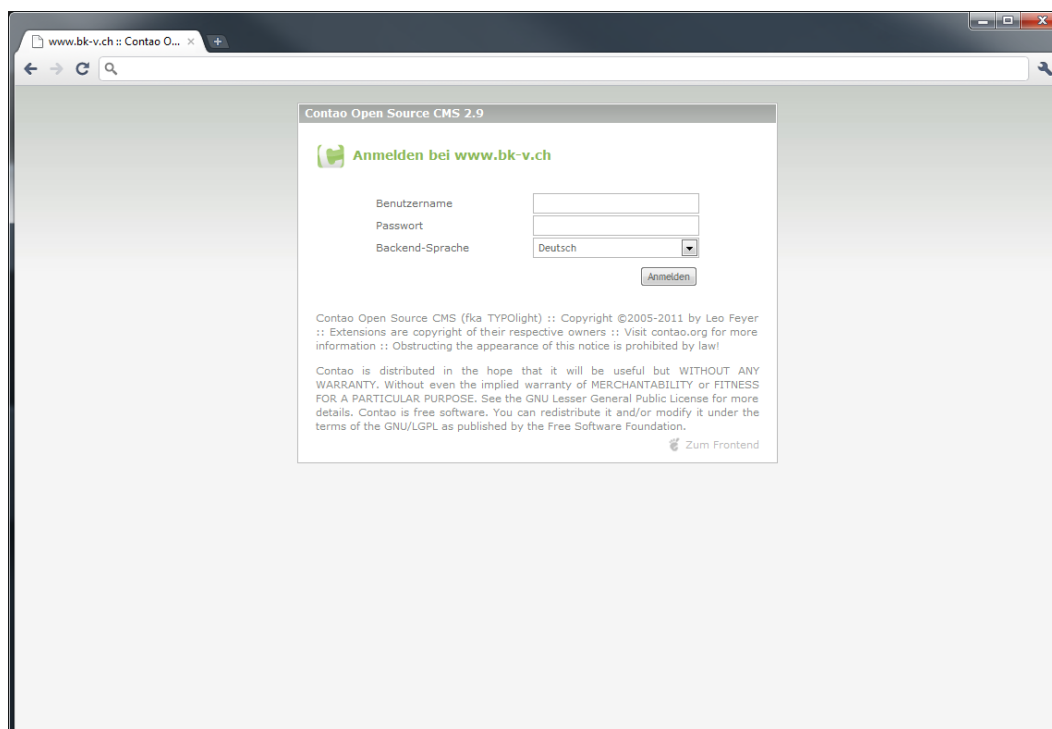 www.bk-v.ch :: Contao O...
Contao Open Source CMS 2.9
Anmelden bei www.bk-v.ch
Benutzername
Passwort
Backend-Sprache Deutsch
Anmelden
Contao Open Source CMS (fka TYPOlight) :: Copyright ©2005-2011 by Leo Feyer
:: Extensions are copyright of their respective owners :: Visit contao.org for more
information :: Obstructing the appearance of this notice is prohibited by law!
Contao is distributed in the hope that it will be useful but WITHOUT ANY
WARRANTY. Without even the implied warranty of MERCHANTABILITY or FITNESS
FOR A PARTICULAR PURPOSE. See the GNU Lesser General Public License for more
details. Contao is free software. You can redistribute it and/or modify it under the
terms of the GNU/LGPL as published by the Free Software Foundation.
Zum Frontend